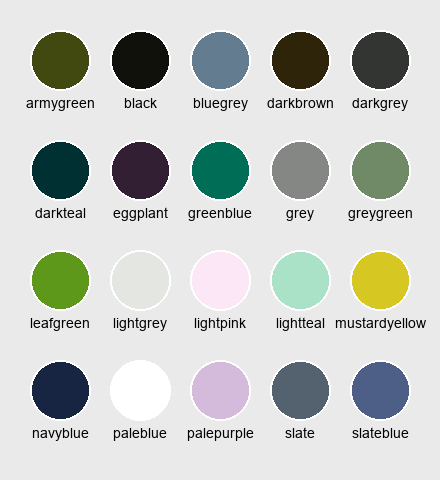 armygreen black bluegrey darkbrown darkgrey
darkteal eggplant greenblue grey greygreen
leafgreen lightgrey lightpink lightteal mustardyellow
navyblue paleblue palepurple slate slateblue